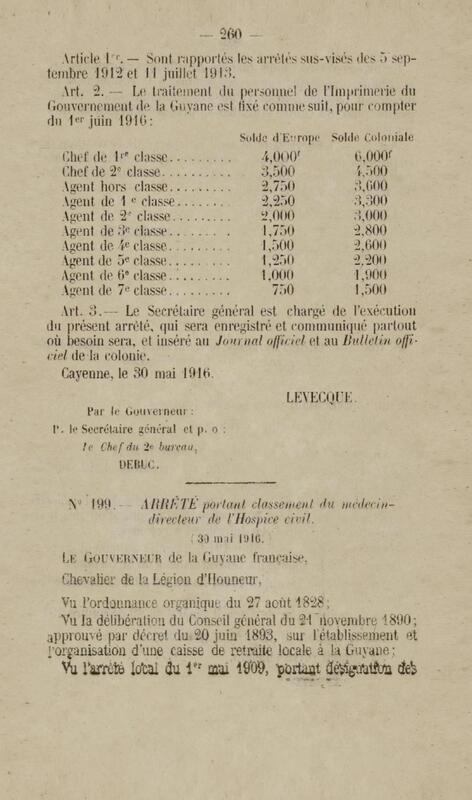 — 260 —
Article 1er. — Sont rapportés les arrêtés sus-visés des 5 sep-
tembre 1912 et 11 juillet 1913.
Art. 2. — Le traitement du personnel de l'Imprimerie du
Gouvernement de la Guyane est fixé comme suit, pour compter
du 1er juin 1916:
Solde d'Europe Solde Coloniale
Chef de 1re classe......... 4,000f 6,000f
Chef de 2e classe.......... 3,500 4,500
Agent hors classe......... 2,750 3,600
Agent de 1 e classe........ 2,250 3,300
Agent de 2e classe......... 2,000 3,000
Agent de 3e classe......... 1,750 2,800
Agent de 4e classe......... 1,500 2,600
Agent de 5e classe......... 1,250 2,200
Agent de 6e classe......... 1,000 1,900
Agent de 7e classe......... 750 1,500
Art. 3.— Le Secrétaire général est chargé de l'exécution
du présent arrêté, qui sera enregistré et communiqué partout
où besoin sera, et inséré au Journal officiel et au Bulletin offi-
ciel de la colonie.
Cayenne, le 30 mai 1916.
LEVECQUE.
Par le Gouverneur :
P. le Secrétaire général et p. o :
le Chef du 2e bureau,
DEBUC.
N° 199.— ARRÊTÉ portant classement du médecin-
directeur de l'Hospice civil.
(30 mai 1916.
LE GOUVERNEUR de la Guyane française,
Chevalier de la Légion d'Houneur,
Vu l'ordonnance organique du 27 août 1828;
Vu la délibération du Conseil général du 21 novembre 1890;
approuvé par décret du 20 juin 1893, sur l'établissement et
l'organisation d'une caisse de retraite locale à la Guyane;
Vu l'arrêté local du 1er mai 1909, portant désignation des